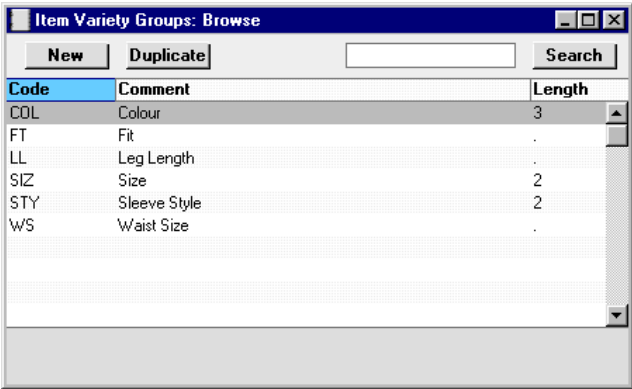 Item Variety Groups: Browse
New Duplicate Search
Code Comment Length
COL Colour 3
FT Fit .
LL Leg Length .
SIZ Size 2
STY Sleeve Style 2
WS Waist Size .